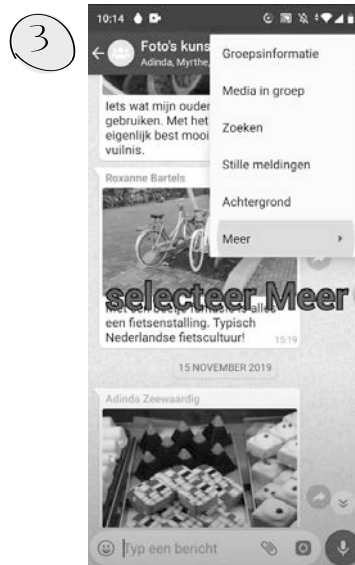 3
10:14
Foto's kuns
Adinda, Myrthe,
Groepsinformatie
Media in groep
Zoeken
Stille meldingen
Achtergrond
Meer
Iets wat mijn ouder
gebruiken. Met het
eigenlijk best mooi
vuilnis.
Roxanne Bartels
selecteer Meer
een fietsenstalling. Typisch
Nederlandse fietscultuur!
15:19
15 NOVEMBER 2019
Adinda Zeewaardig
Typ een bericht